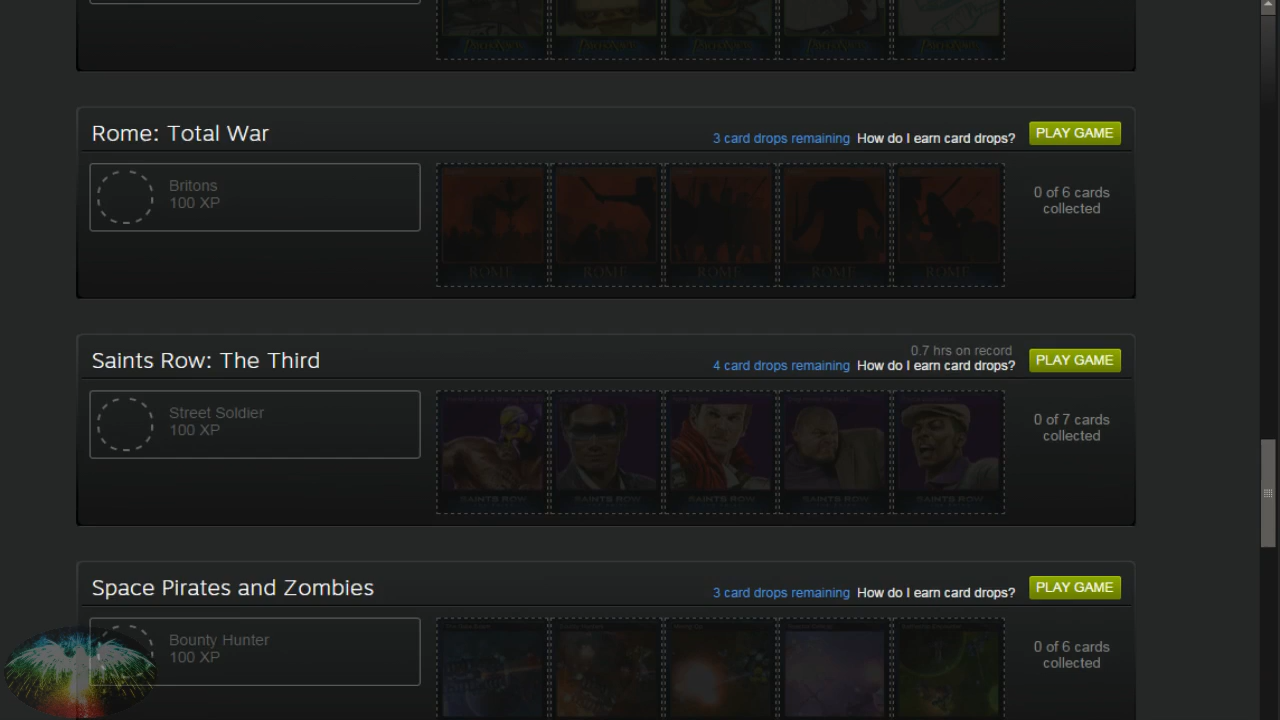 Rome: Total War
3 card drops remaining How do I earn card drops?
PLAY GAME
Britons
100 XP
ROME ROME ROME ROME ROME
0 of 6 cards
collected
Saints Row: The Third
0.7 hrs on record
4 card drops remaining How do I earn card drops?
PLAY GAME
Street Soldier
100 XP
SAINTS ROW SAINTS ROW SAINTS ROW SAINTS ROW SAINTS ROW
0 of 7 cards
collected
Space Pirates and Zombies
3 card drops remaining How do I earn card drops?
PLAY GAME
Bounty Hunter
100 XP
0 of 6 cards
collected